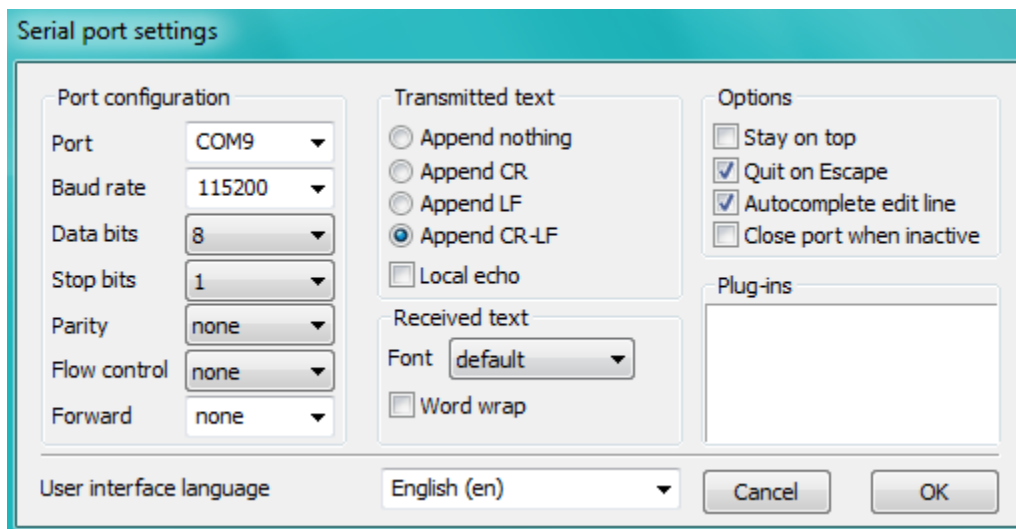 Serial port settings
Port configuration
Port COM9
Baud rate 115200
Data bits 8
Stop bits 1
Parity none
Flow control none
Forward none
Transmitted text
Append nothing
Append CR
Append LF
Append CR-LF
Local echo
Received text
Font default
Word wrap
Options
Stay on top
Quit on Escape
Autocomplete edit line
Close port when inactive
Plug-ins
User interface language English (en)
Cancel OK